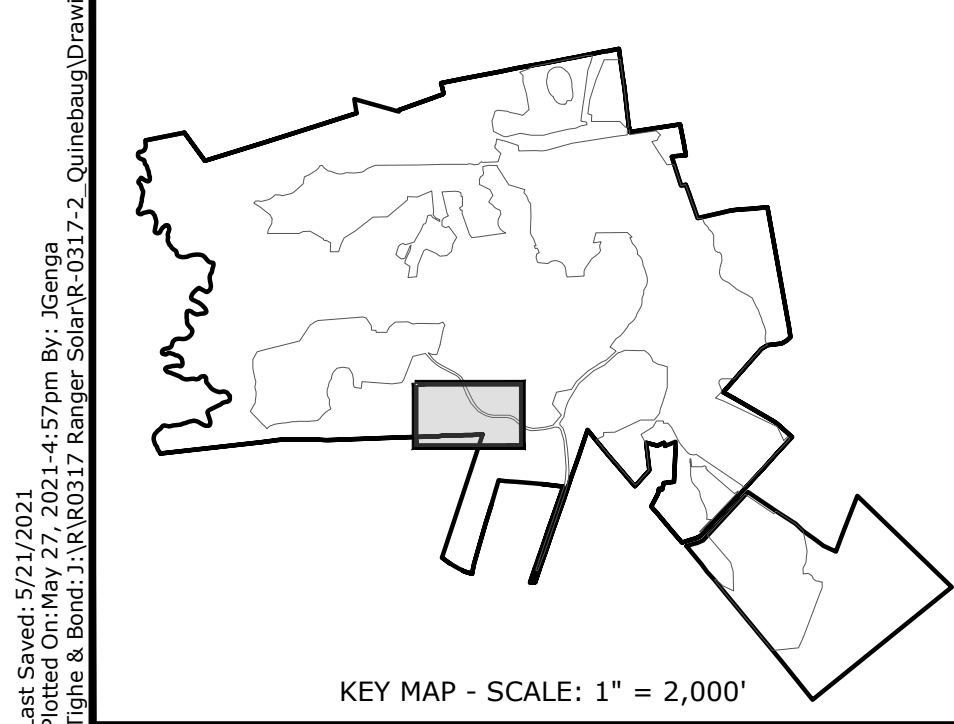 Last Saved: 5/21/2021
Plotted On:May 27, 2021-4:57pm By: JGenga
Tighe & Bond: J:\R\R0317 Ranger Solar\R-0317-2_Quinebaug\Drawi
KEY MAP - SCALE: 1" = 2,000'